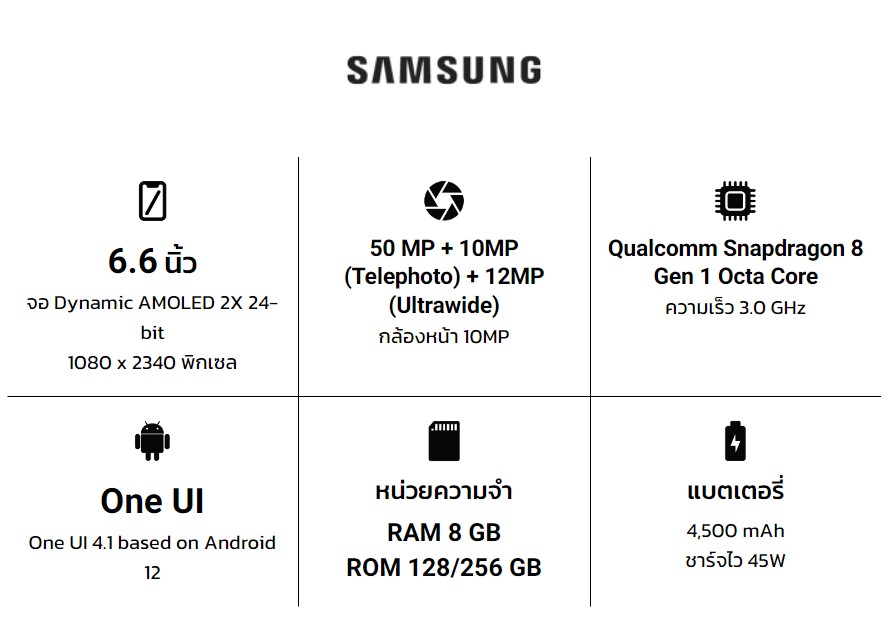 SAMSUNG
6.6 นิ้ว
จอ Dynamic AMOLED 2X 24-
bit
1080 x 2340 พิกเซล
50 MP + 10MP
(Telephoto) + 12MP
(Ultrawide)
กล้องหน้า 10MP
Qualcomm Snapdragon 8
Gen 1 Octa Core
ความเร็ว 3.0 GHz
One UI
One UI 4.1 based on Android
12
หน่วยความจำ
RAM 8 GB
ROM 128/256 GB
แบตเตอรี่
4,500 mAh
ชาร์จไว 45W